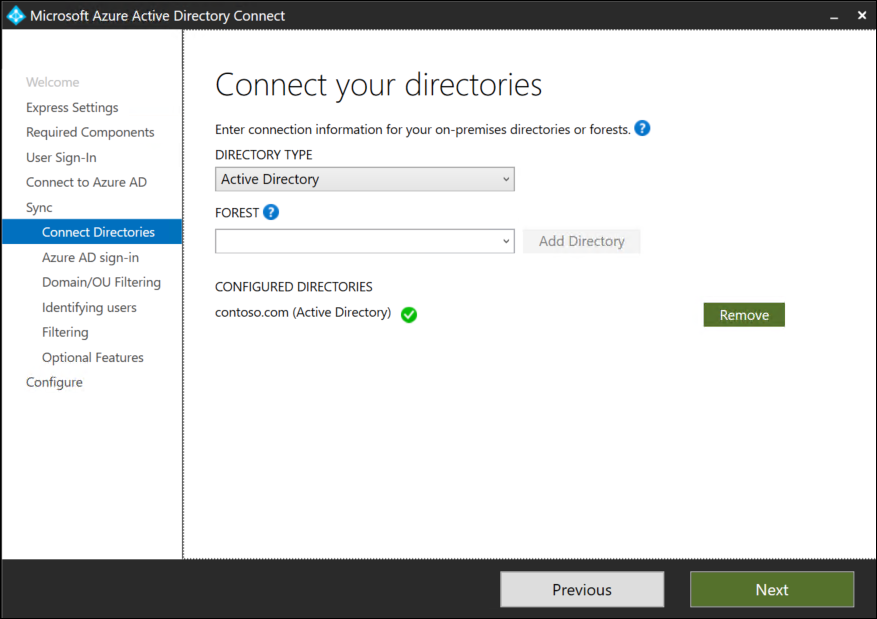 Microsoft Azure Active Directory Connect
Welcome
Express Settings
Required Components
User Sign-In
Connect to Azure AD
Sync
Connect Directories
Azure AD sign-in
Domain/OU Filtering
Identifying users
Filtering
Optional Features
Configure
Connect your directories
Enter connection information for your on-premises directories or forests. ?
DIRECTORY TYPE
Active Directory
FOREST ?
Add Directory
CONFIGURED DIRECTORIES
contoso.com (Active Directory)
Remove
Previous
Next